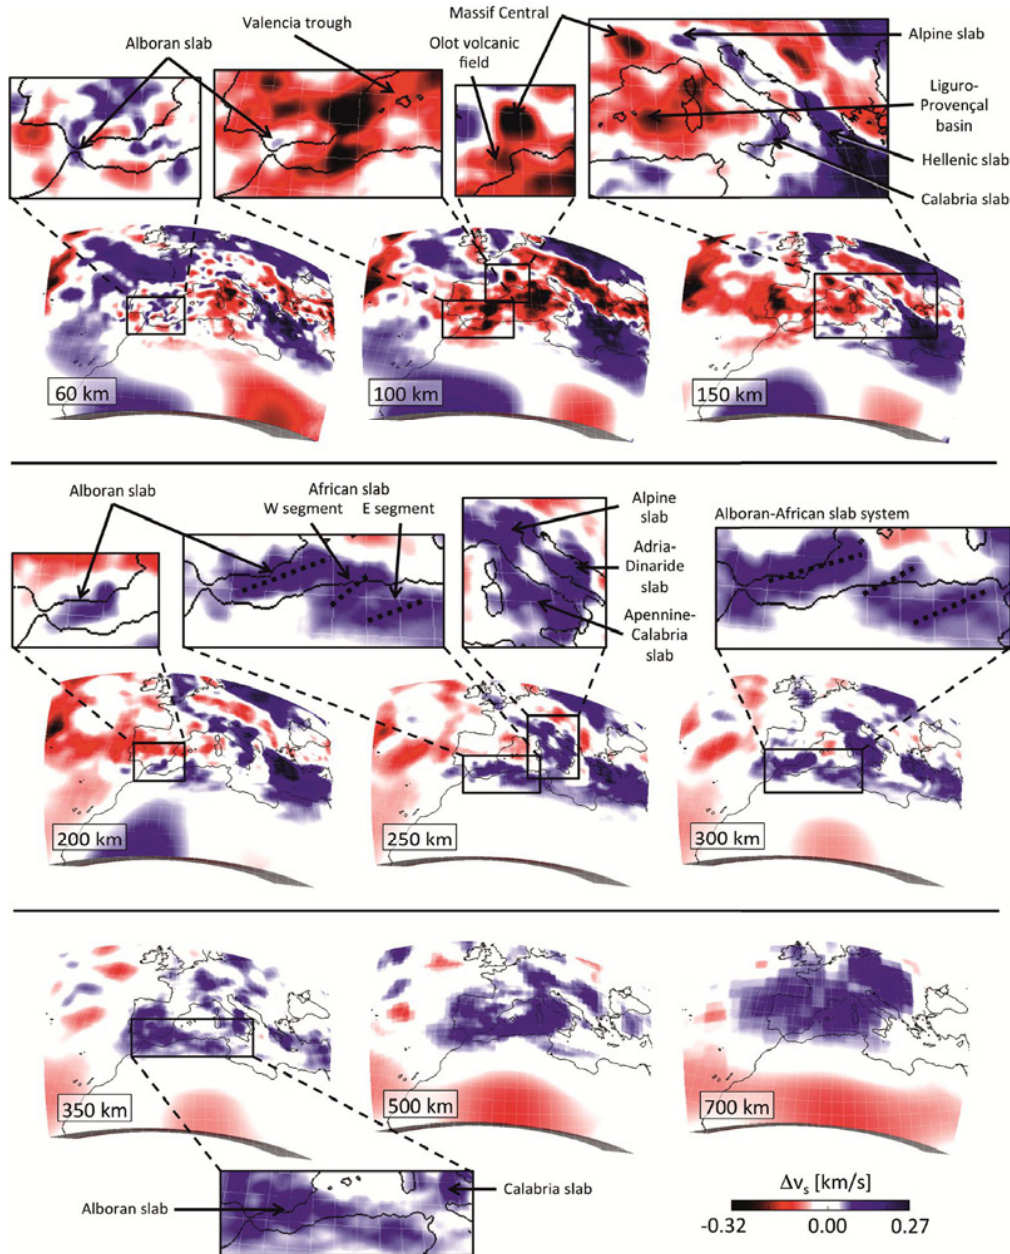 Massif Central
Valencia trough
Olot volcanic
field
Alboran slab
Alpine slab
Liguro-
Provençal
basin
Hellenic slab
Calabria slab
60 km
100 km
150 km
Alboran slab
African slab
W segment E segment
Alpine
slab
Adria-
Dinaride
slab
Apennine-
Calabria
slab
Alboran-African slab system
200 km
250 km
300 km
350 km
500 km
700 km
Alboran slab
Calabria slab
Δvs [km/s]
-0.32 0.00 0.27